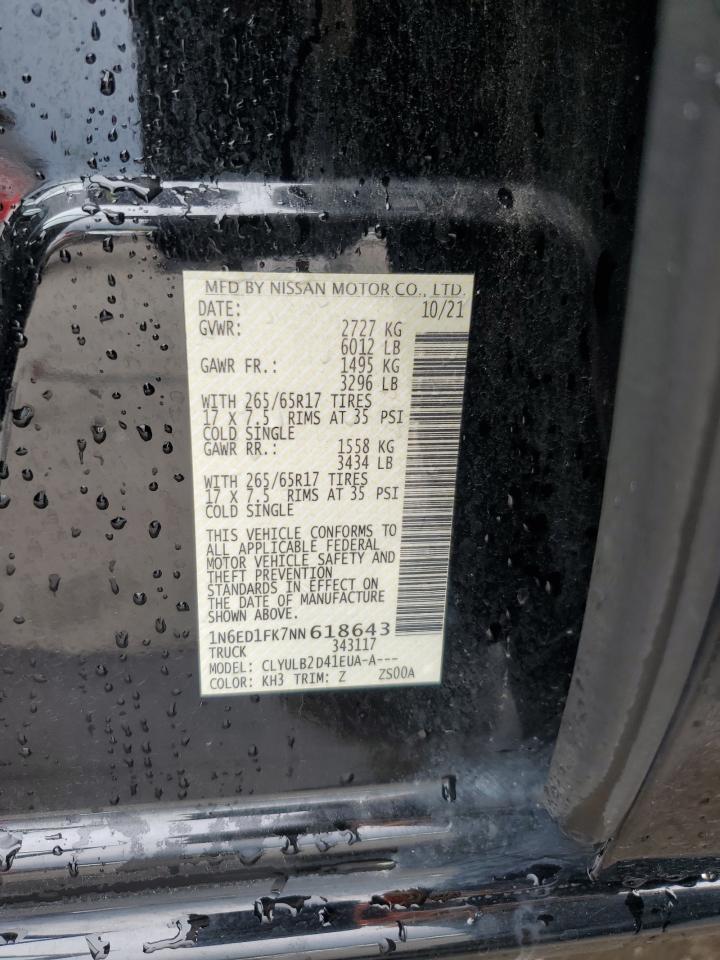 MFD BY NISSAN MOTOR CO., LTD.
DATE: 10/21
GVWR: 2727 KG
6012 LB
GAWR FR.: 1495 KG
3296 LB
WITH 265/65R17 TIRES
17 X 7.5 RIMS AT 35 PSI
COLD SINGLE
GAWR RR.: 1558 KG
3434 LB
WITH 265/65R17 TIRES
17 X 7.5 RIMS AT 35 PSI
COLD SINGLE
THIS VEHICLE CONFORMS TO
ALL APPLICABLE FEDERAL
MOTOR VEHICLE SAFETY AND
THEFT PREVENTION
STANDARDS IN EFFECT ON
THE DATE OF MANUFACTURE
SHOWN ABOVE.
1N6ED1FK7NN618643
TRUCK 343117
MODEL: CLYULB2D41EUA-A---
COLOR: KH3 TRIM: Z ZS00A